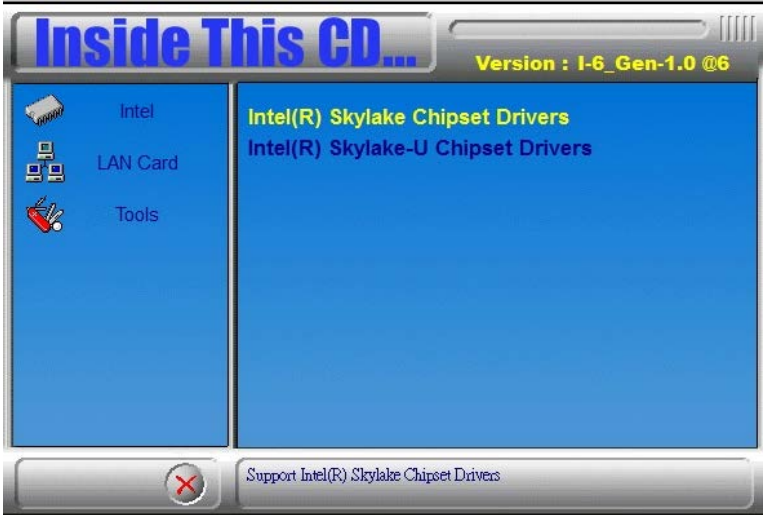 Inside This CD...
Version : I-6_Gen-1.0 @6
Intel
LAN Card
Tools
Intel(R) Skylake Chipset Drivers
Intel(R) Skylake-U Chipset Drivers
Support Intel(R) Skylake Chipset Drivers